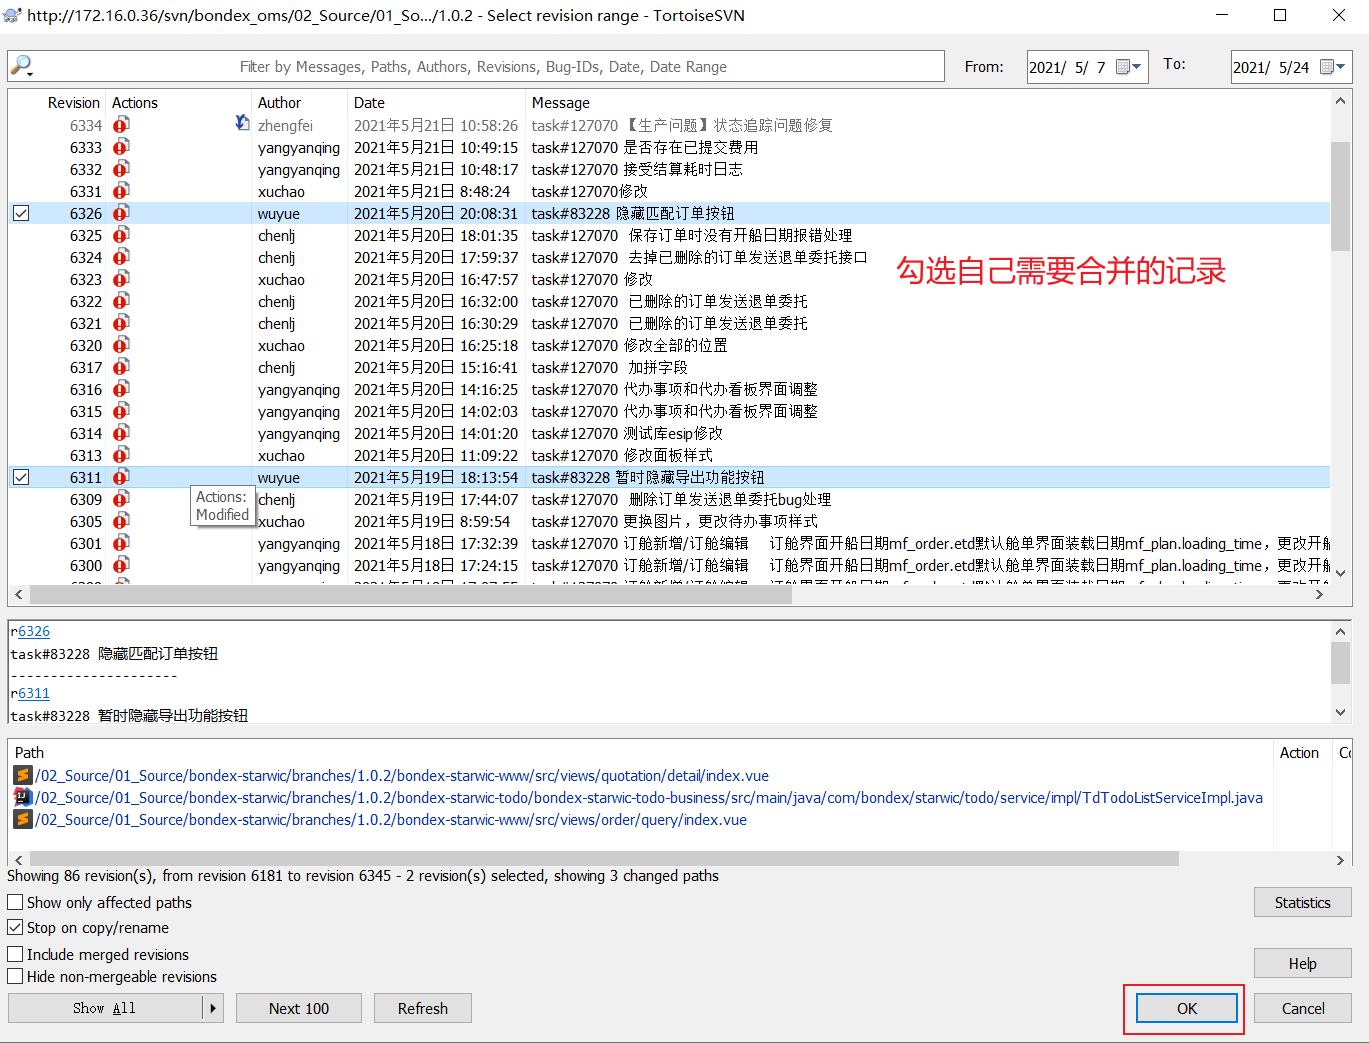 http://172.16.0.36/svn/bondex_oms/02_Source/01_So.../1.0.2 - Select revision range - TortoiseSVN
Filter by Messages, Paths, Authors, Revisions, Bug-IDs, Date, Date Range
From: 2021/ 5/ 7 To: 2021/ 5/24
Revision Actions Author Date Message
6334 zhengfei 2021年5月21日 10:58:26 task#127070 【生产问题】状态追踪问题修复
6333 yangyanqing 2021年5月21日 10:49:15 task#127070 是否存在已提交费用
6332 yangyanqing 2021年5月21日 10:48:17 task#127070 接受结算耗时日志
6331 xuchao 2021年5月21日 8:48:24 task#127070修改
6326 wuyue 2021年5月20日 20:08:31 task#83228 隐藏匹配订单按钮
6325 chenlj 2021年5月20日 18:01:35 task#127070 保存订单时没有开船日期报错处理
6324 chenlj 2021年5月20日 17:59:37 task#127070 去掉已删除的订单发送退单委托接口
勾选自己需要合并的记录
6323 xuchao 2021年5月20日 16:47:57 task#127070 修改
6322 chenlj 2021年5月20日 16:32:00 task#127070 已删除的订单发送退单委托
6321 chenlj 2021年5月20日 16:30:29 task#127070 已删除的订单发送退单委托
6320 xuchao 2021年5月20日 16:25:18 task#127070 修改全部的位置
6317 chenlj 2021年5月20日 15:16:41 task#127070 加拼字段
6316 yangyanqing 2021年5月20日 14:16:25 task#127070 代办事项和代办看板界面调整
6315 yangyanqing 2021年5月20日 14:02:03 task#127070 代办事项和代办看板界面调整
6314 yangyanqing 2021年5月20日 14:01:20 task#127070 测试库esip修改
6313 xuchao 2021年5月20日 11:09:22 task#127070 修改面板样式
6311 wuyue 2021年5月19日 18:13:54 task#83228 暂时隐藏导出功能按钮
6309 chenlj 2021年5月19日 17:44:07 task#127070 删除订单发送退单委托bug处理
Actions:
Modified
6305 xuchao 2021年5月19日 8:59:54 task#127070 更换图片，更改待办事项样式
6301 yangyanqing 2021年5月18日 17:32:39 task#127070 订舱新增/订舱编辑 订舱界面开船日期mf_order.etd默认舱单界面装载日期mf_plan.loading_time，更改开船
6300 yangyanqing 2021年5月18日 17:24:15 task#127070 订舱新增/订舱编辑 订舱界面开船日期mf_order.etd默认舱单界面装载日期mf_plan.loading_time，更改开船
r6326
task#83228 隐藏匹配订单按钮
---------------------
r6311
task#83228 暂时隐藏导出功能按钮
Path Action
/02_Source/01_Source/bondex-starwic/branches/1.0.2/bondex-starwic-www/src/views/quotation/detail/index.vue
/02_Source/01_Source/bondex-starwic/branches/1.0.2/bondex-starwic-todo/bondex-starwic-todo-business/src/main/java/com/bondex/starwic/todo/service/impl/TdTodoListServiceImpl.java
/02_Source/01_Source/bondex-starwic/branches/1.0.2/bondex-starwic-www/src/views/order/query/index.vue
Showing 86 revision(s), from revision 6181 to revision 6345 - 2 revision(s) selected, showing 3 changed paths
Show only affected paths
Statistics
Stop on copy/rename
Include merged revisions
Help
Hide non-mergeable revisions
Show All Next 100 Refresh OK Cancel